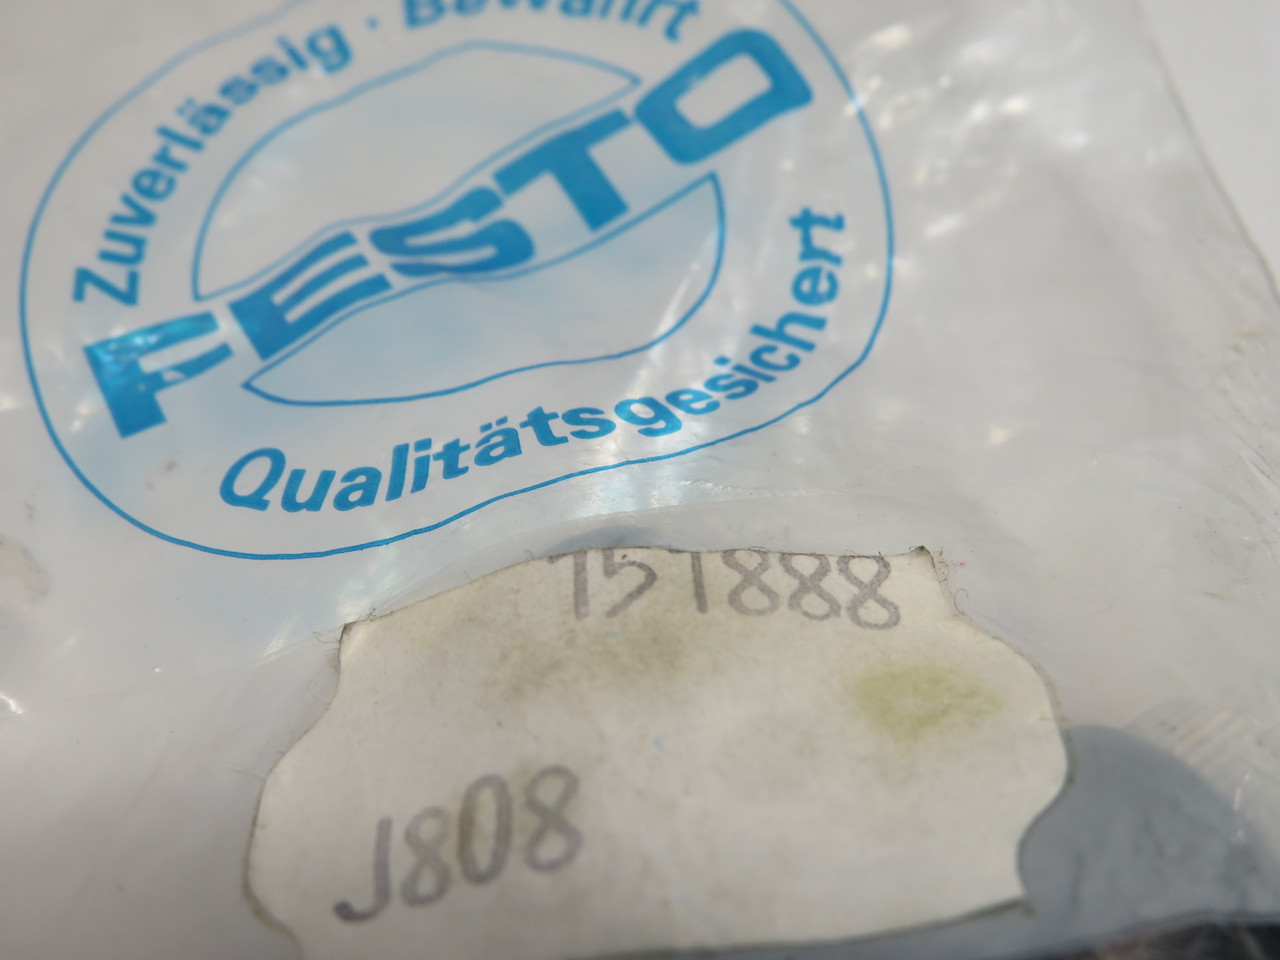 Zuverlässig · Bewährt
FESTO
Qualitätsgesichert
151888
J808